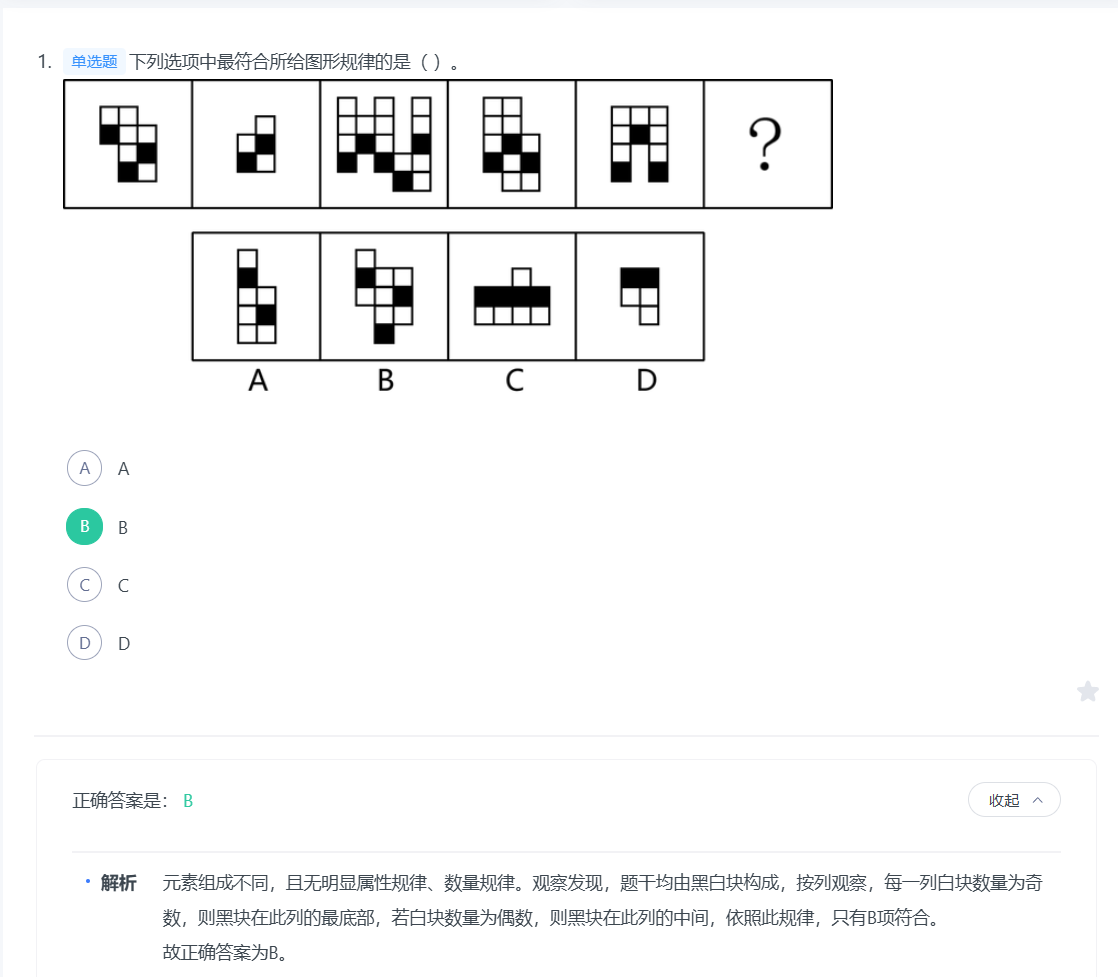 1. 单选题 下列选项中最符合所给图形规律的是（ ）。
?
A B C D
A A
B B
C C
D D
正确答案是： B
收起
· 解析 元素组成不同，且无明显属性规律、数量规律。观察发现，题干均由黑白块构成，按列观察，每一列白块数量为奇
数，则黑块在此列的最底部，若白块数量为偶数，则黑块在此列的中间，依照此规律，只有B项符合。
故正确答案为B。